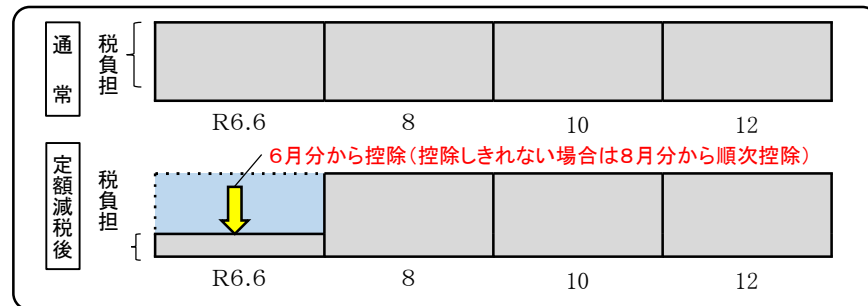 通常
税負担
R6.6
8
10
12
6月分から控除(控除しきれない場合は8月分から順次控除)
定額減税後
税負担
R6.6
8
10
12